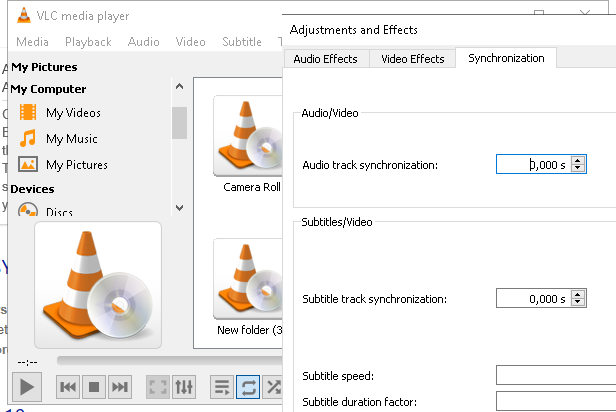 VLC media player
Media Playback Audio Video Subtitle
My Pictures
My Computer
My Videos
My Music
My Pictures
Devices
Discs
Camera Roll
New folder (3
--:--
Adjustments and Effects
Audio Effects Video Effects Synchronization
Audio/Video
Audio track synchronization: 0,000 s
Subtitles/Video
Subtitle track synchronization: 0,000 s
Subtitle speed:
Subtitle duration factor: